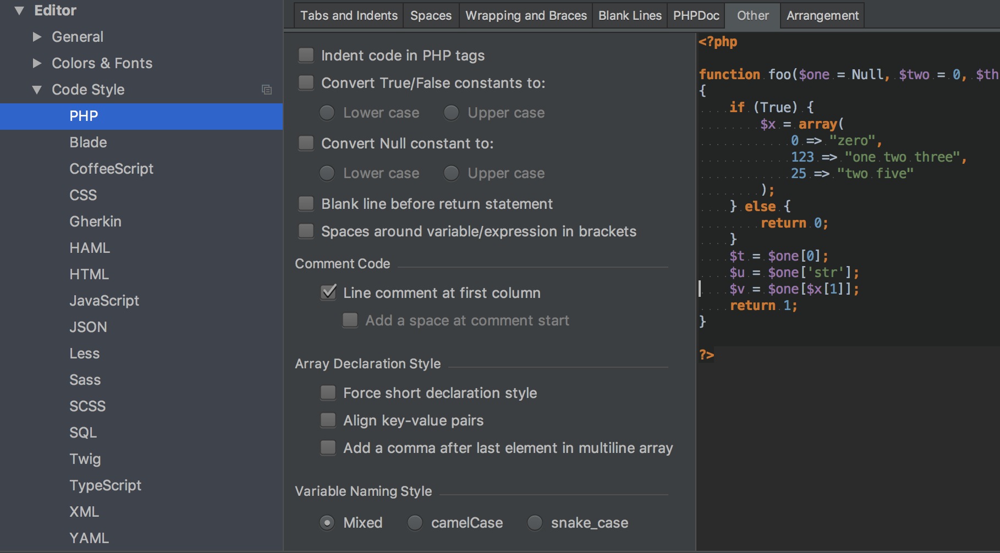 Editor
General
Colors & Fonts
Code Style
PHP
Blade
CoffeeScript
CSS
Gherkin
HAML
HTML
JavaScript
JSON
Less
Sass
SCSS
SQL
Twig
TypeScript
XML
YAML
Tabs and Indents Spaces Wrapping and Braces Blank Lines PHPDoc Other Arrangement
Indent code in PHP tags
Convert True/False constants to:
Lower case Upper case
Convert Null constant to:
Lower case Upper case
Blank line before return statement
Spaces around variable/expression in brackets
Comment Code
Line comment at first column
Add a space at comment start
Array Declaration Style
Force short declaration style
Align key-value pairs
Add a comma after last element in multiline array
Variable Naming Style
Mixed camelCase snake_case
<?php
function foo($one = Null, $two = 0, $th
{
if (True) {
$x = array(
0 => "zero",
123 => "one two three",
25 => "two five"
);
} else {
return 0;
}
$t = $one[0];
$u = $one['str'];
$v = $one[$x[1]];
return 1;
}
?>